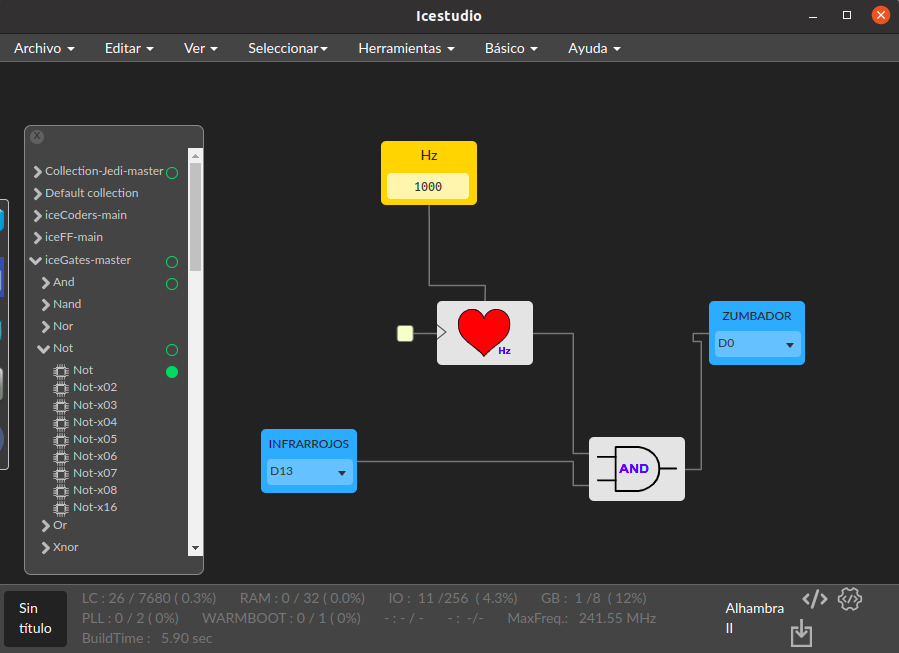 Icestudio
Archivo Editar Ver Seleccionar Herramientas Básico Ayuda
X
Collection-Jedi-master
Default collection
iceCoders-main
iceFF-main
iceGates-master
And
Nand
Nor
Not
Not
Not-x02
Not-x03
Not-x04
Not-x05
Not-x06
Not-x07
Not-x08
Not-x16
Or
Xnor
Hz
1000
Hz
ZUMBADOR
D0
INFRARROJOS
D13
AND
Sin
título
LC : 26 / 7680 ( 0.3%) RAM : 0 / 32 ( 0.0%) IO : 11 /256 ( 4.3%) GB : 1 /8 ( 12%)
PLL : 0 / 2 ( 0%) WARMBOOT : 0 / 1 ( 0%) - : - / - - : -/- MaxFreq.: 241.55 MHz
BuildTime : 5.90 sec
Alhambra
II